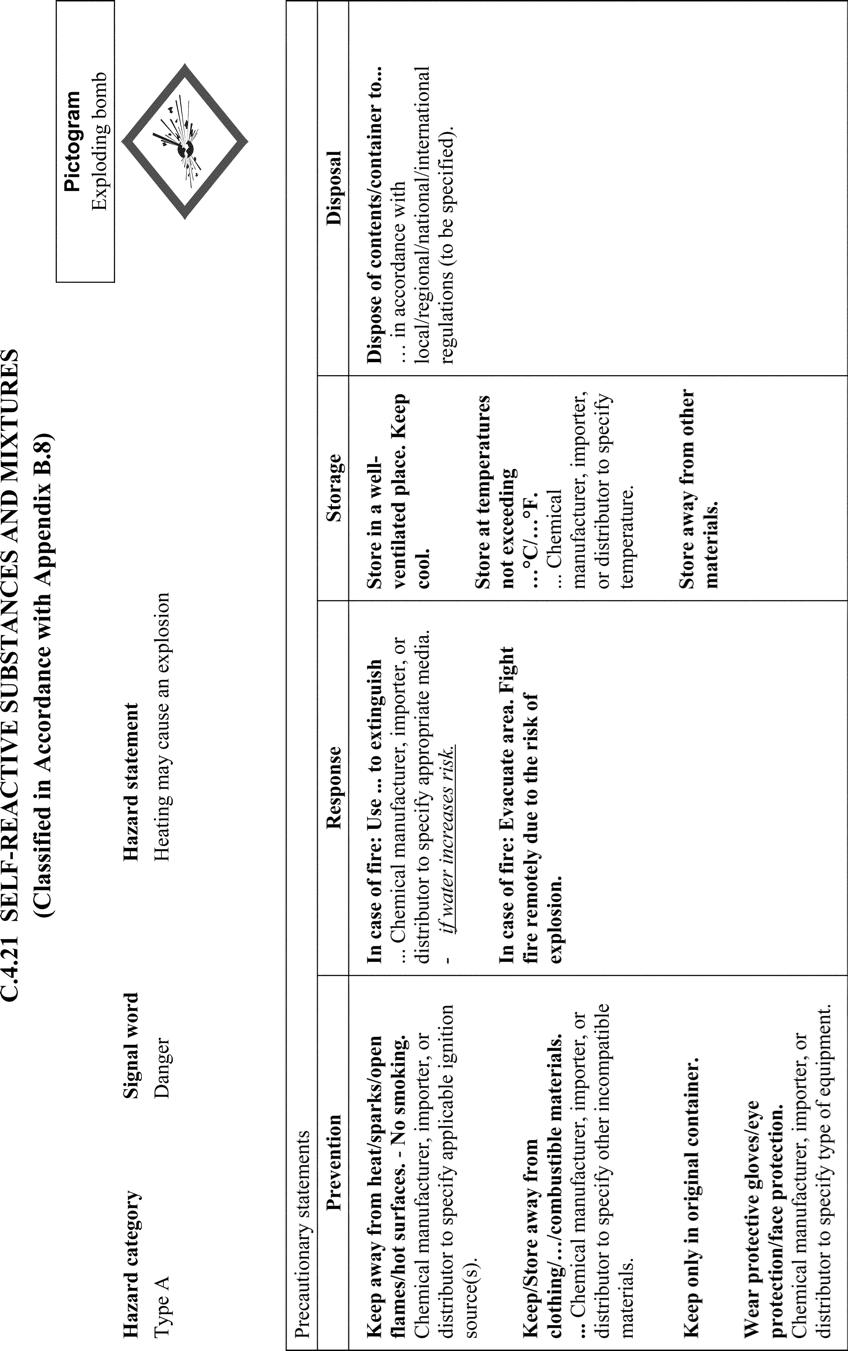 C.4.21 SELF-REACTIVE SUBSTANCES AND MIXTURES
(Classified in Accordance with Appendix B.8)
Pictogram
Exploding bomb
Hazard category
Type A
Signal word
Danger
Hazard statement
Heating may cause an explosion
Precautionary statements
Prevention
Keep away from heat/sparks/open
flames/hot surfaces. - No smoking.
Chemical manufacturer, importer, or
distributor to specify applicable ignition
source(s).
Keep/Store away from
clothing/…/combustible materials.
... Chemical manufacturer, importer, or
distributor to specify other incompatible
materials.
Keep only in original container.
Wear protective gloves/eye
protection/face protection.
Chemical manufacturer, importer, or
distributor to specify type of equipment.
Response
In case of fire: Use ... to extinguish
... Chemical manufacturer, importer, or
distributor to specify appropriate media.
- if water increases risk.
In case of fire: Evacuate area. Fight
fire remotely due to the risk of
explosion.
Storage
Store in a well-
ventilated place. Keep
cool.
Store at temperatures
not exceeding
…°C/…°F.
... Chemical
manufacturer, importer,
or distributor to specify
temperature.
Store away from other
materials.
Disposal
Dispose of contents/container to...
… in accordance with
local/regional/national/international
regulations (to be specified).